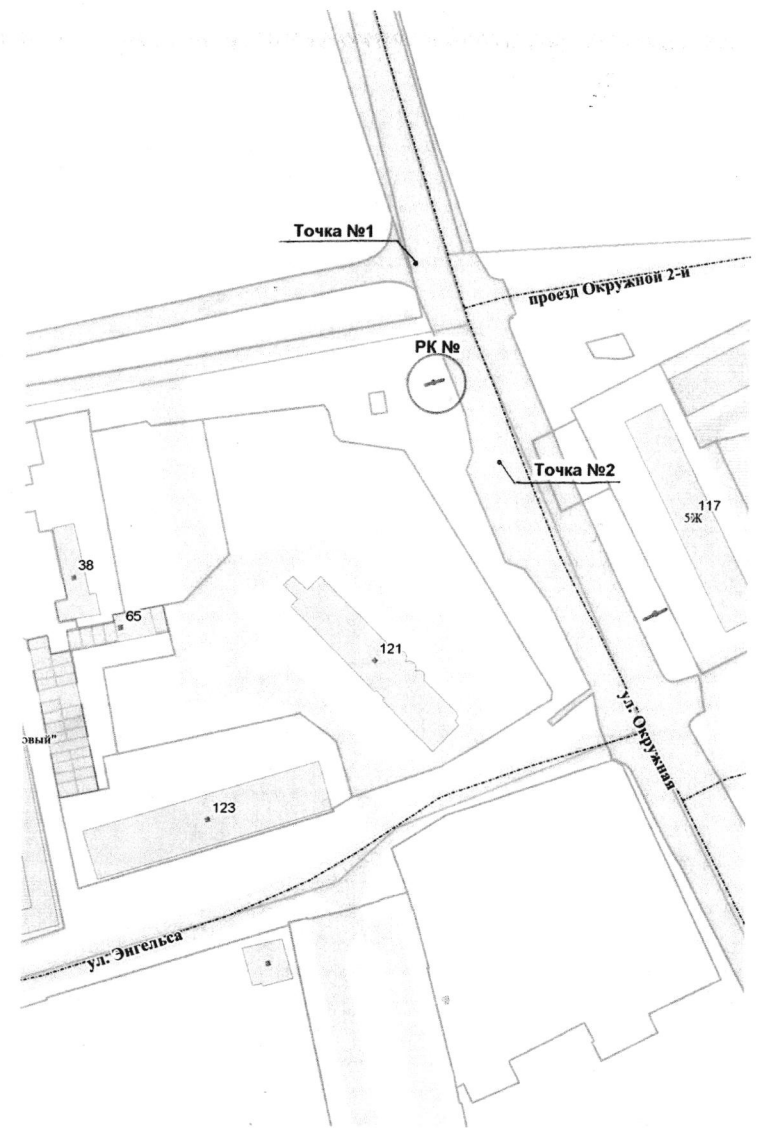 Точка №1
проезд Окружной 2-й
РК №
Точка №2
117
5Ж
38
65
121
ул. Окружная
овый"
123
ул. Энгельса